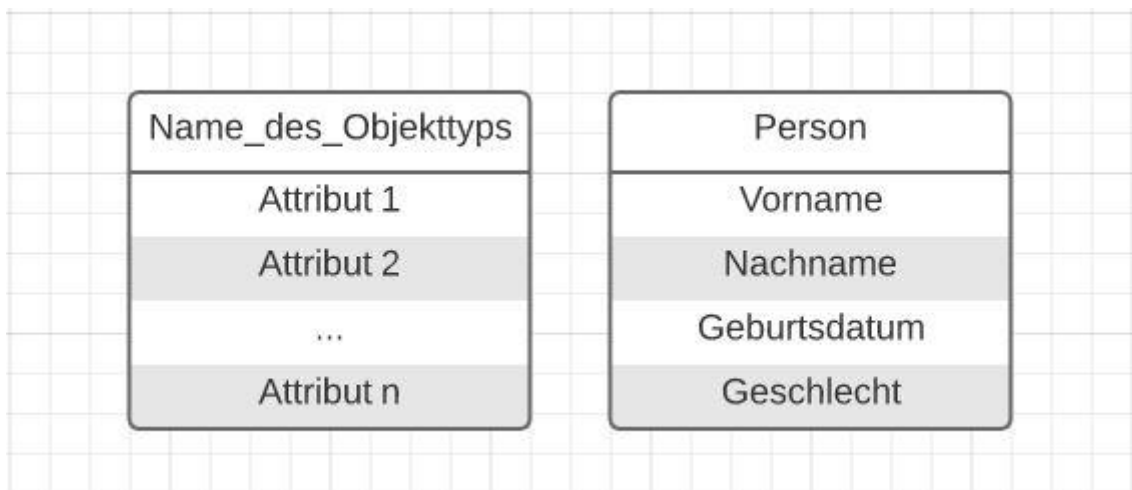 Name_des_Objekttyps
Attribut 1
Attribut 2
...
Attribut n
Person
Vorname
Nachname
Geburtsdatum
Geschlecht